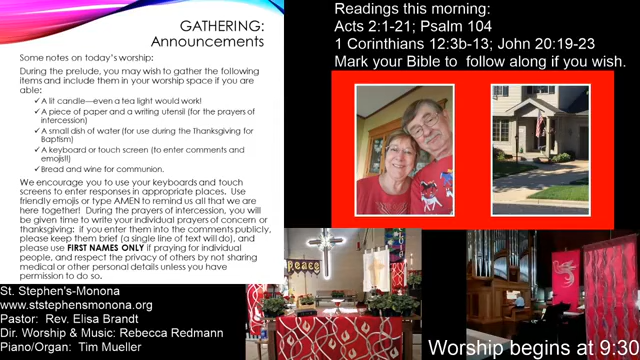 GATHERING:
Announcements
Some notes on today's worship:
During the prelude, you may wish to gather the following
items and include them in your worship space if you are
able:
✓A lit candle—even a tea light would work!
✓A piece of paper and a writing utensil (for the prayers of
intercession)
✓A small dish of water (for use during the Thanksgiving for
Baptism)
✓A keyboard or touch screen (to enter comments and
emojis!!)
✓Bread and wine for communion.
We encourage you to use your keyboards and touch
screens to enter responses in appropriate places. Use
friendly emojis or type AMEN to remind us all that we are
here together! During the prayers of intercession, you will
be given time to write your individual prayers of concern or
thanksgiving: if you enter them into the comments publicly,
please keep them brief (a single line of text will do), and
please use FIRST NAMES ONLY if praying for individual
people, and respect the privacy of others by not sharing
medical or other personal details unless you have
permission to do so.
St. Stephen's-Monona
www.ststephensmonona.org
Pastor: Rev. Elisa Brandt
Dir. Worship & Music: Rebecca Redmann
Piano/Organ: Tim Mueller
Readings this morning:
Acts 2:1-21; Psalm 104
1 Corinthians 12:3b-13; John 20:19-23
Mark your Bible to follow along if you wish.
Peace
Worship begins at 9:30